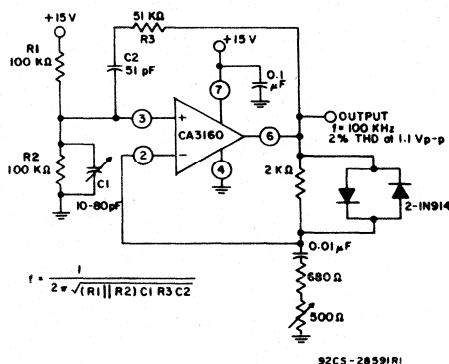 51 KΩ
R3
+15V
R1
100 KΩ
C2
51 pF
+15 V
7
0.1
μF
3
CA3160
2
6
4
OUTPUT
f = 100 KHz
2% THD at 1.1 Vp-p
R2
100 KΩ
C1
10-80pF
2 KΩ
2-1N914
0.01 μF
680 Ω
500 Ω
f = 1
2 π √(R1 || R2) C1 R3 C2
92CS-28591R1